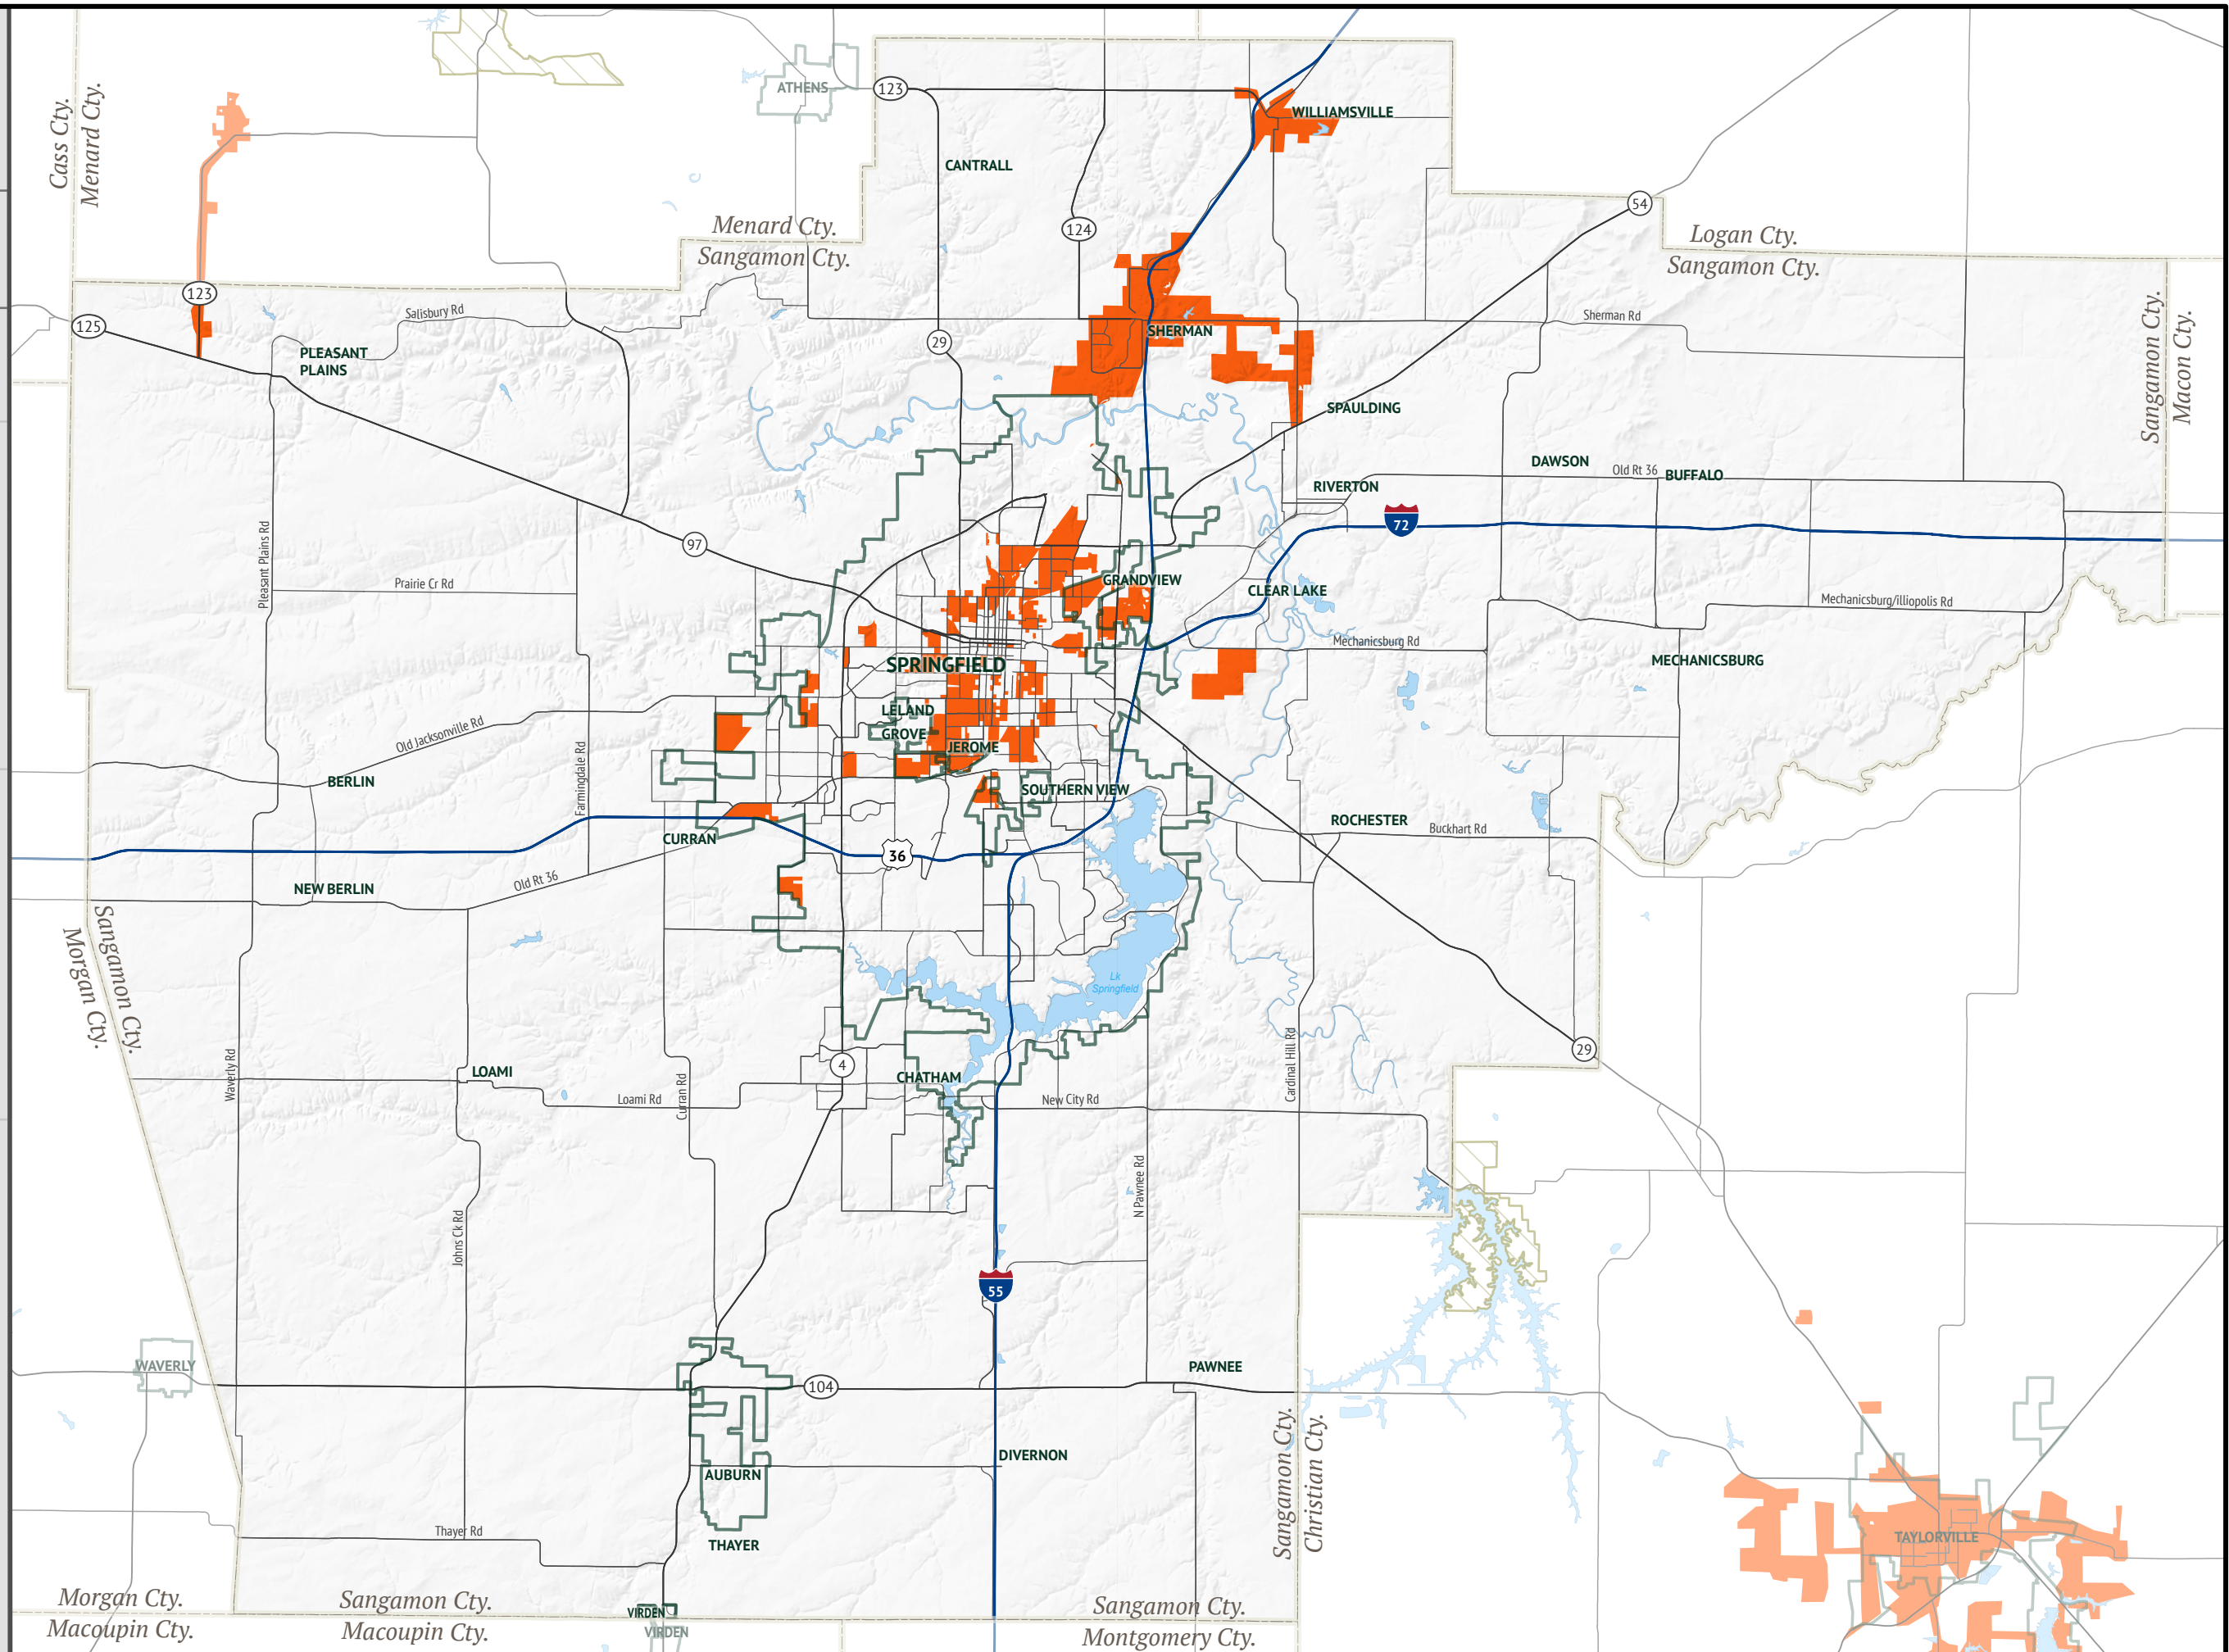 Cass Cty.
Menard Cty.
ATHENS
123
WILLIAMSVILLE
CANTRALL
54
Menard Cty.
Sangamon Cty.
124
Logan Cty.
Sangamon Cty.
123
125
Salisbury Rd
PLEASANT
PLAINS
29
SHERMAN
Sherman Rd
Sangamon Cty.
Macon Cty.
SPAULDING
DAWSON
Old Rt 36
BUFFALO
RIVERTON
72
97
Pleasant Plains Rd
Prairie Cr Rd
GRANDVIEW
CLEAR LAKE
Mechanicsburg/illiopolis Rd
Mechanicsburg Rd
SPRINGFIELD
MECHANICSBURG
LELAND
GROVE
JEROME
Old Jacksonville Rd
Farmingdale Rd
BERLIN
SOUTHERN VIEW
CURRAN
ROCHESTER
Buckhart Rd
36
NEW BERLIN
Old Rt 36
Sangamon Cty.
Morgan Cty.
Lk
Springfield
Waverly Rd
LOAMI
4
CHATHAM
Cardinal Hill Rd
29
Loami Rd
Curran Rd
New City Rd
N Pawnee Rd
Johns Ck Rd
55
WAVERLY
104
PAWNEE
Sangamon Cty.
Christian Cty.
DIVERNON
AUBURN
Thayer Rd
THAYER
TAYLORVILLE
Morgan Cty.
Macoupin Cty.
Sangamon Cty.
Macoupin Cty.
VIRDEN
VIRDEN
Sangamon Cty.
Montgomery Cty.